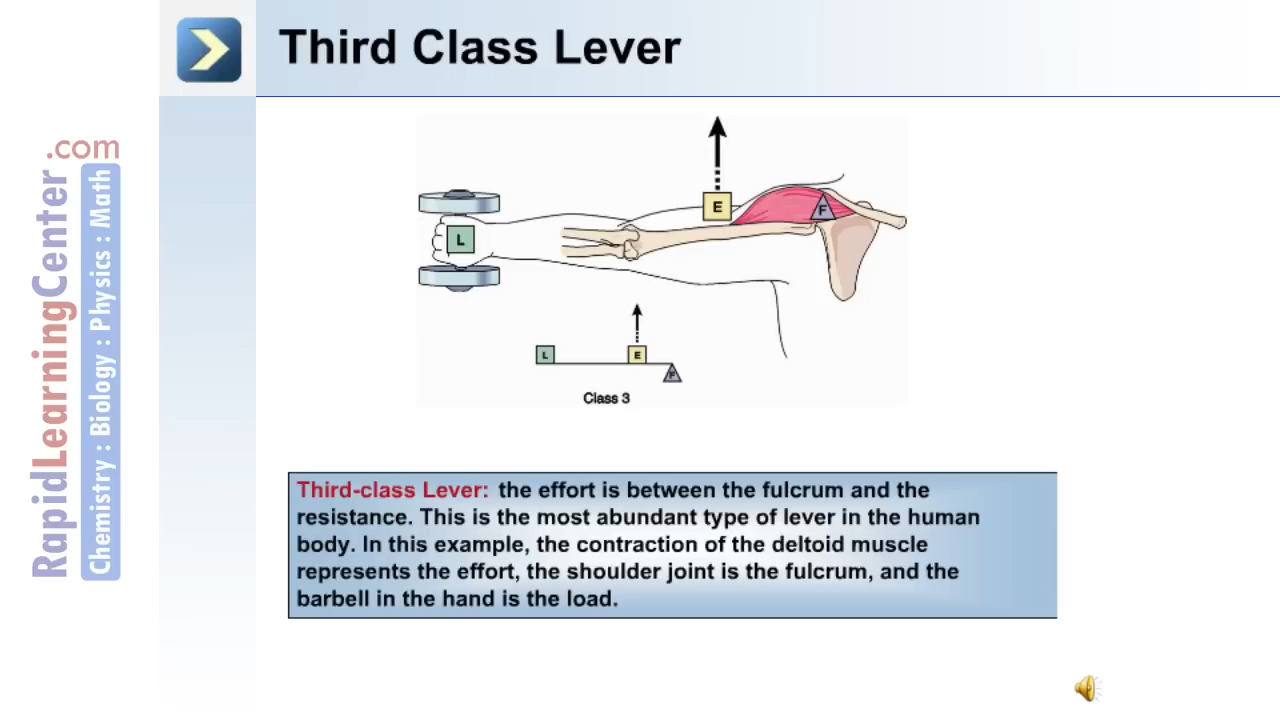 Third Class Lever
RapidLearningCenter.com
Chemistry : Biology : Physics : Math
E
F
L
L
E
F
Class 3
Third-class Lever: the effort is between the fulcrum and the
resistance. This is the most abundant type of lever in the human
body. In this example, the contraction of the deltoid muscle
represents the effort, the shoulder joint is the fulcrum, and the
barbell in the hand is the load.